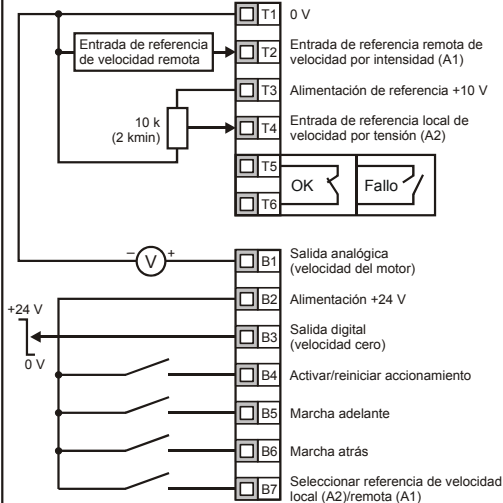 T1 0 V
Entrada de referencia
de velocidad remota
T2 Entrada de referencia remota de
velocidad por intensidad (A1)
T3 Alimentación de referencia +10 V
10 k
(2 kmin)
T4 Entrada de referencia local de
velocidad por tensión (A2)
T5
OK
Fallo
T6
– V +
B1 Salida analógica
(velocidad del motor)
B2 Alimentación +24 V
+24 V
0 V
B3 Salida digital
(velocidad cero)
B4 Activar/reiniciar accionamiento
B5 Marcha adelante
B6 Marcha atrás
B7 Seleccionar referencia de velocidad
local (A2)/remota (A1)